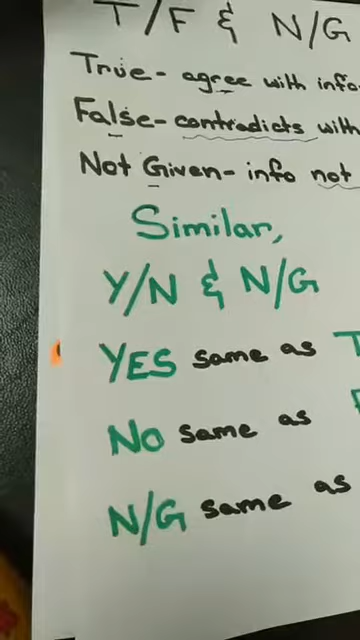 T/F & N/G
True- agree with info
False- contradicts with
Not Given- info not
Similar,
Y/N & N/G
YES same as T
No same as
N/G same as